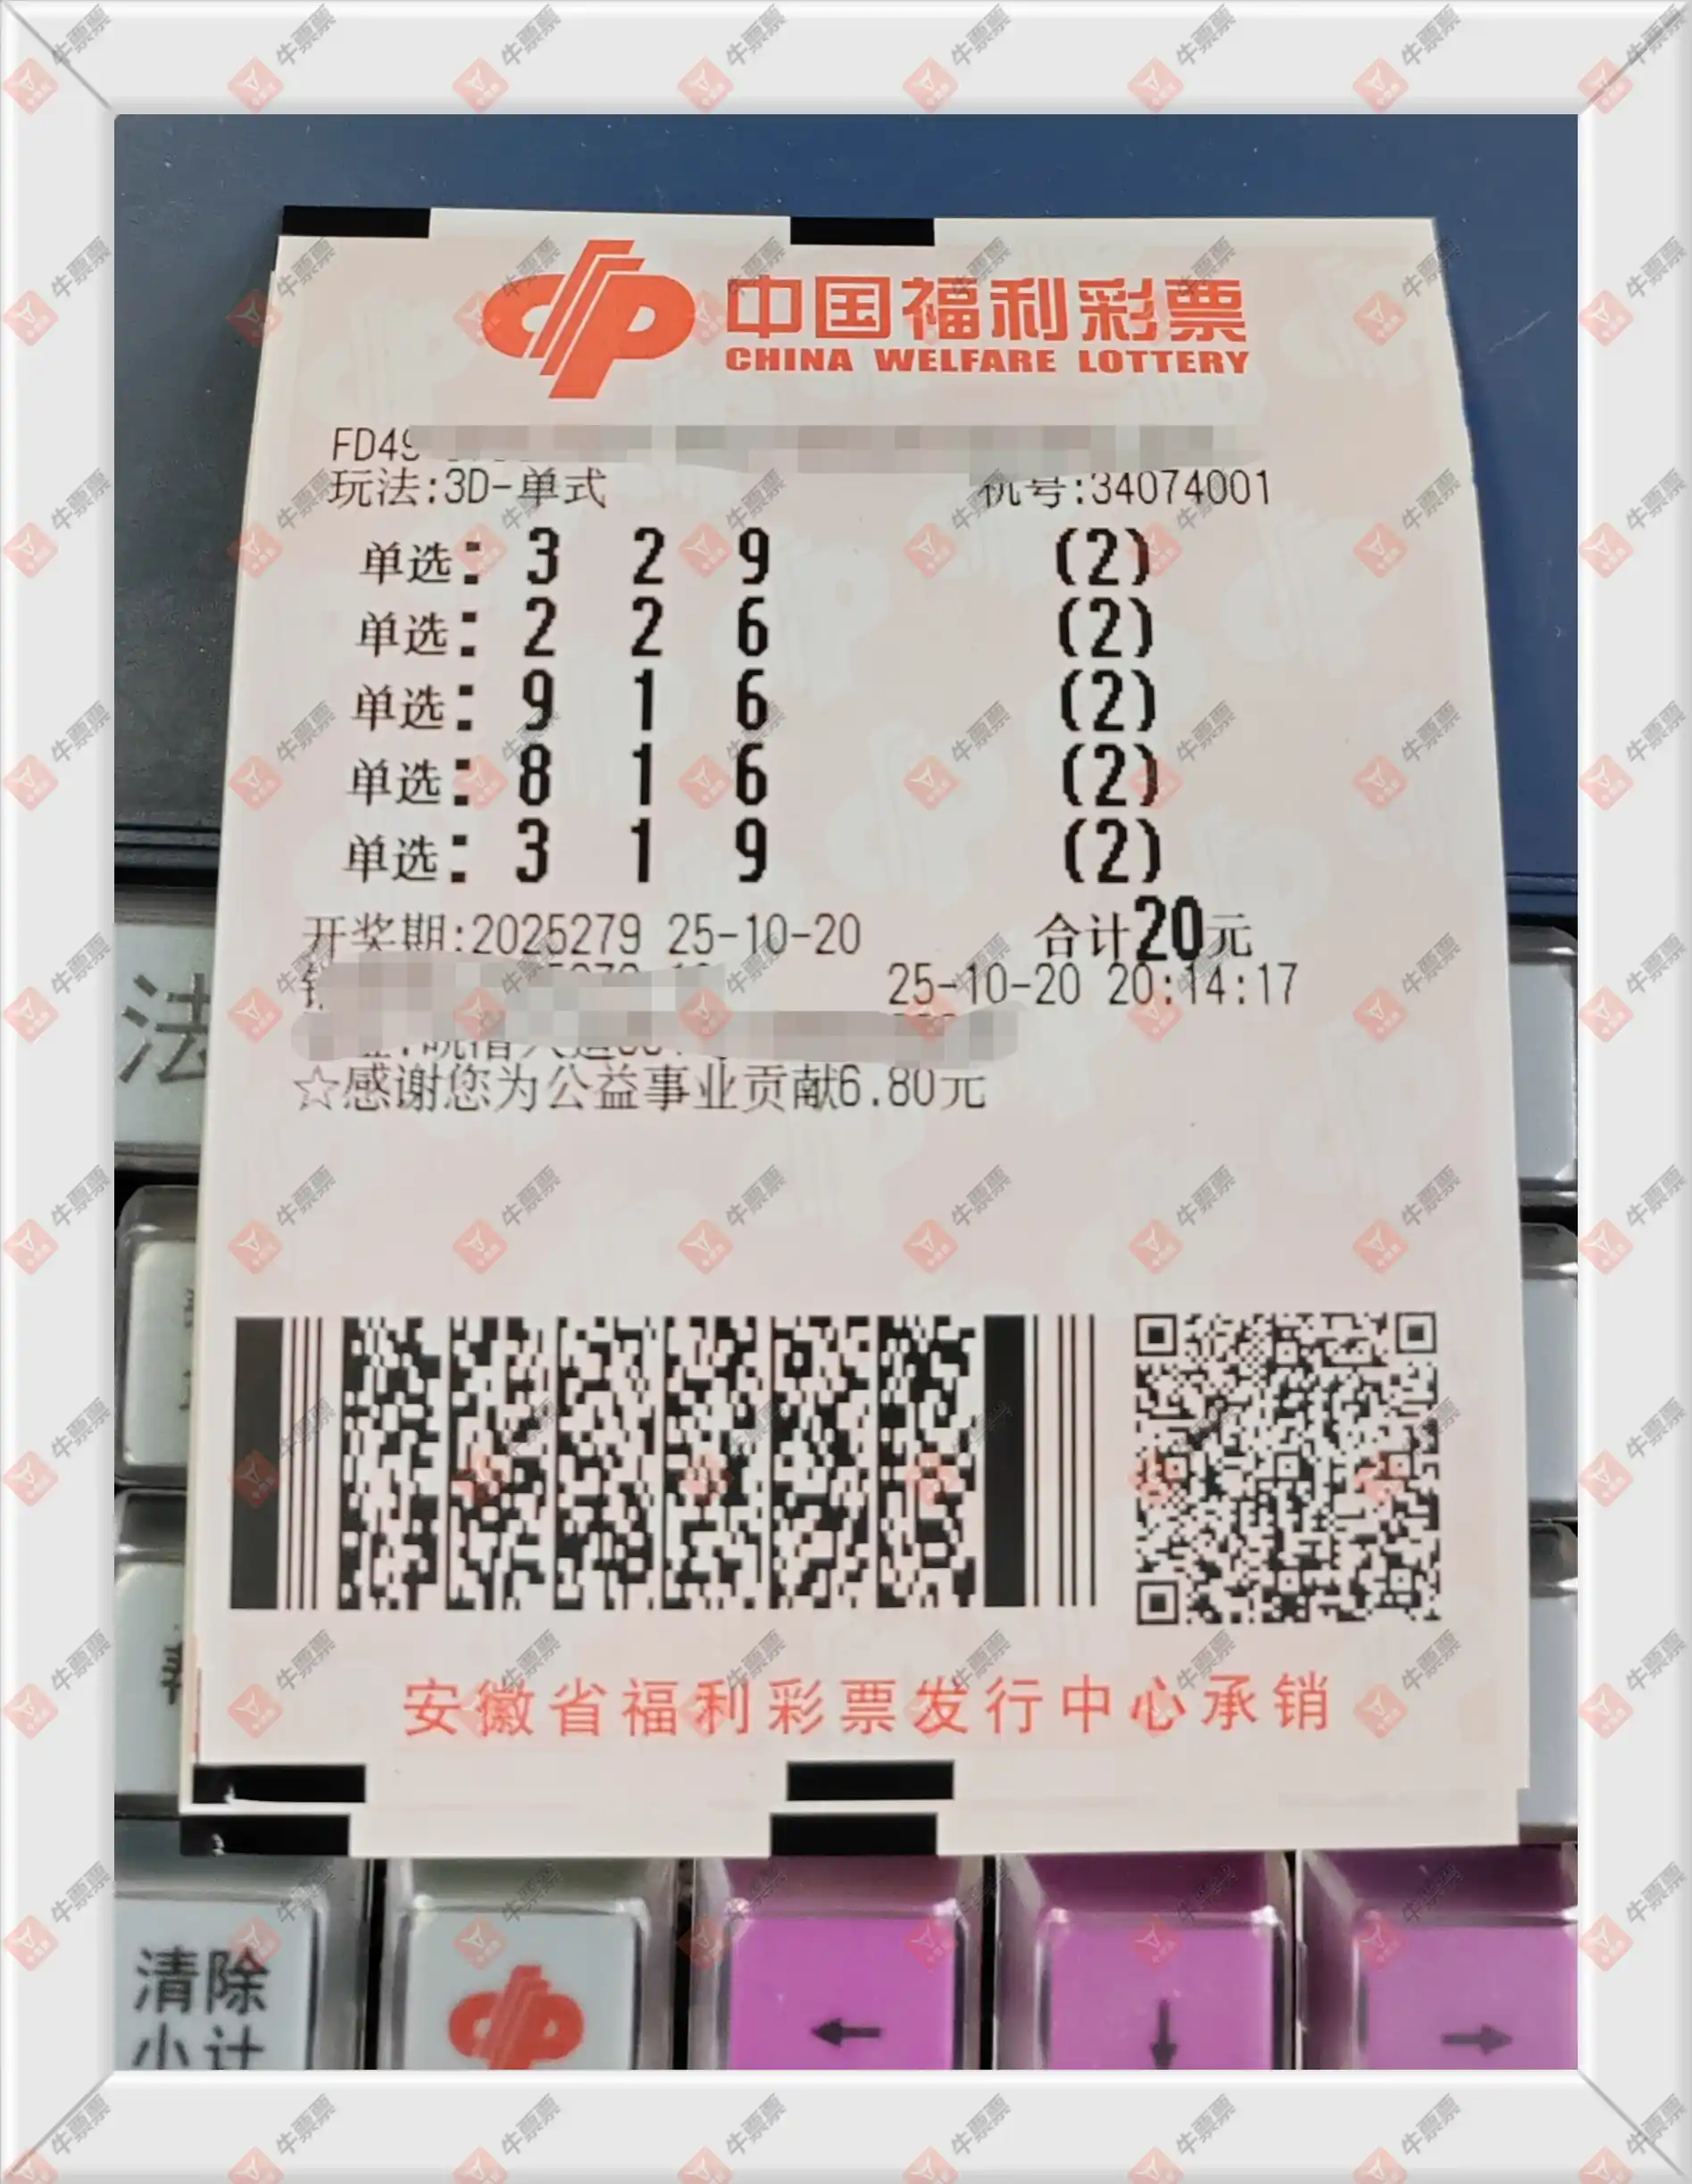 中国福利彩票
CHINA WELFARE LOTTERY
FD49
玩法:3D-单式 机号:34074001
单选: 3 2 9 (2)
单选: 2 2 6 (2)
单选: 9 1 6 (2)
单选: 8 1 6 (2)
单选: 3 1 9 (2)
开奖期:2025279 25-10-20 合计20元
25-10-20 20:14:17
☆感谢您为公益事业贡献6.80元
安徽省福利彩票发行中心承销
法
清除
小计
牛票票